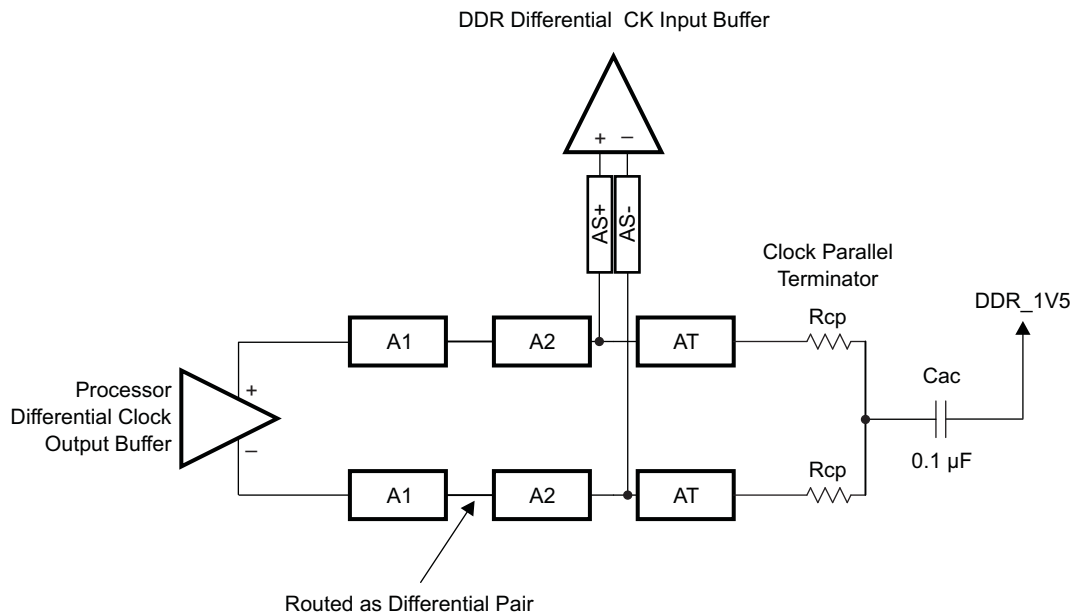 DDR Differential CK Input Buffer
+ −
AS+ AS-
Clock Parallel
Terminator
DDR_1V5
Rcp
A1 A2 AT
Cac
Processor
Differential Clock
Output Buffer
+
−
0.1 µF
Rcp
A1 A2 AT
Routed as Differential Pair